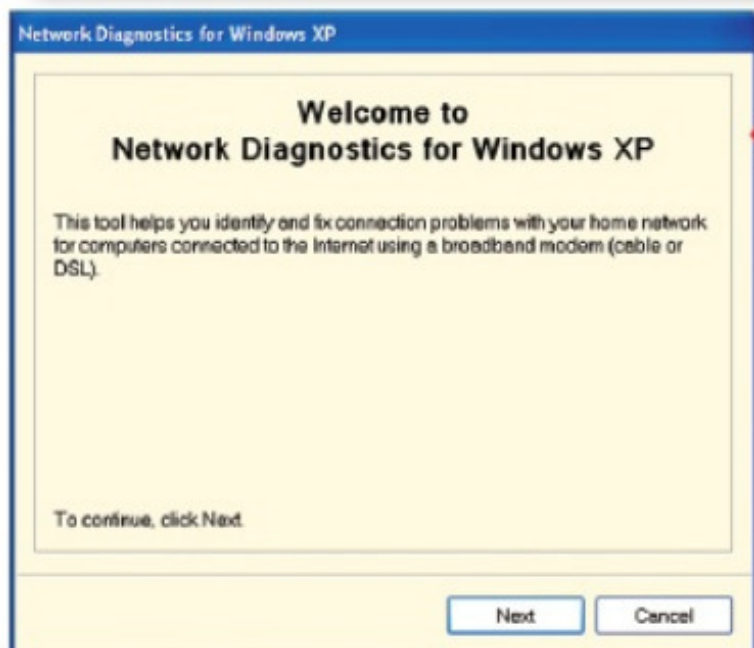 Network Diagnostics for Windows XP
Welcome to
Network Diagnostics for Windows XP
This tool helps you identify and fix connection problems with your home network
for computers connected to the Internet using a broadband modem (cable or
DSL).
To continue, click Next
Next
Cancel